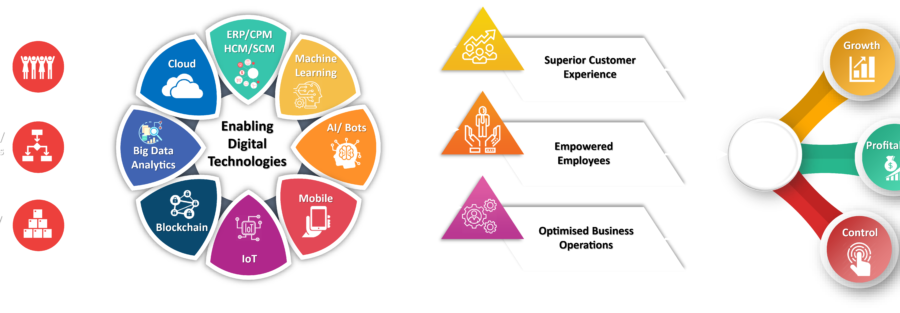 ERP/CPM
HCM/SCM
Machine
Learning
AI/ Bots
Mobile
IoT
Blockchain
Big Data
Analytics
Cloud
Enabling
Digital
Technologies
Superior Customer
Experience
Empowered
Employees
Optimised Business
Operations
Growth
Profita
Control